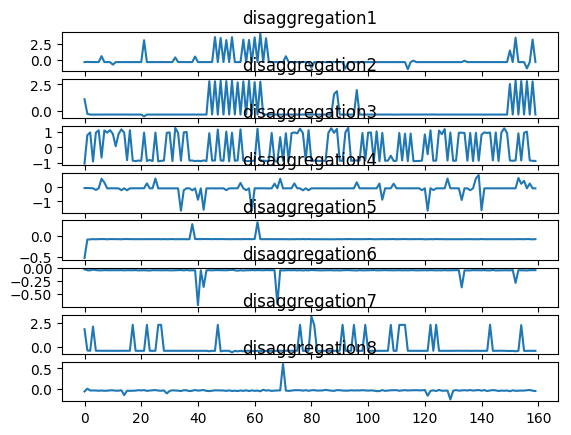 disaggregation1
2.5
0.0
disaggregation2
2.5
0.0
disaggregation3
1
0
−1
disaggregation4
0
−1
disaggregation5
0.0
−0.5
disaggregation6
0.00
−0.25
−0.50
disaggregation7
2.5
0.0
disaggregation8
0.5
0.0
0 20 40 60 80 100 120 140 160